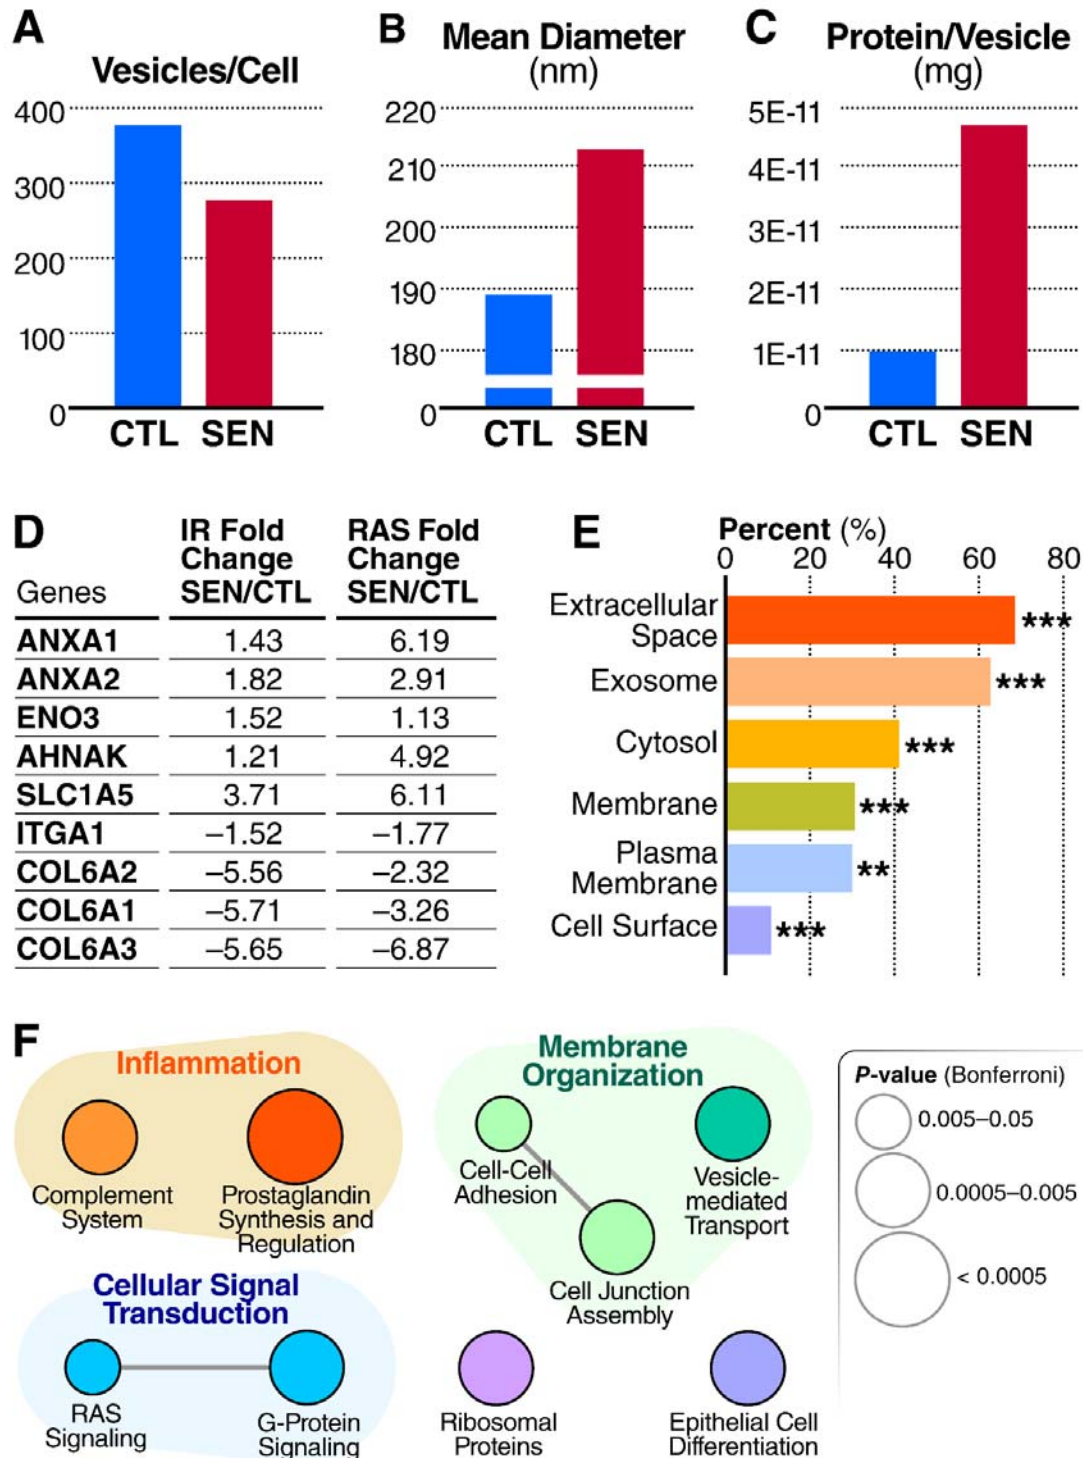 A
Vesicles/Cell
400
300
200
100
0
CTL SEN
B
Mean Diameter
(nm)
220
210
200
190
180
0
CTL SEN
C
Protein/Vesicle
(mg)
5E-11
4E-11
3E-11
2E-11
1E-11
0
CTL SEN
D
Genes
IR Fold
Change
SEN/CTL
RAS Fold
Change
SEN/CTL
ANXA1 1.43 6.19
ANXA2 1.82 2.91
ENO3 1.52 1.13
AHNAK 1.21 4.92
SLC1A5 3.71 6.11
ITGA1 –1.52 –1.77
COL6A2 –5.56 –2.32
COL6A1 –5.71 –3.26
COL6A3 –5.65 –6.87
E
Percent (%)
0 20 40 60 80
Extracellular
Space ***
Exosome ***
Cytosol ***
Membrane ***
Plasma
Membrane **
Cell Surface ***
F
Inflammation
Complement
System
Prostaglandin
Synthesis and
Regulation
Cellular Signal
Transduction
RAS
Signaling
G-Protein
Signaling
Membrane
Organization
Cell-Cell
Adhesion
Vesicle-
mediated
Transport
Cell Junction
Assembly
Ribosomal
Proteins
Epithelial Cell
Differentiation
P-value (Bonferroni)
0.005–0.05
0.0005–0.005
< 0.0005